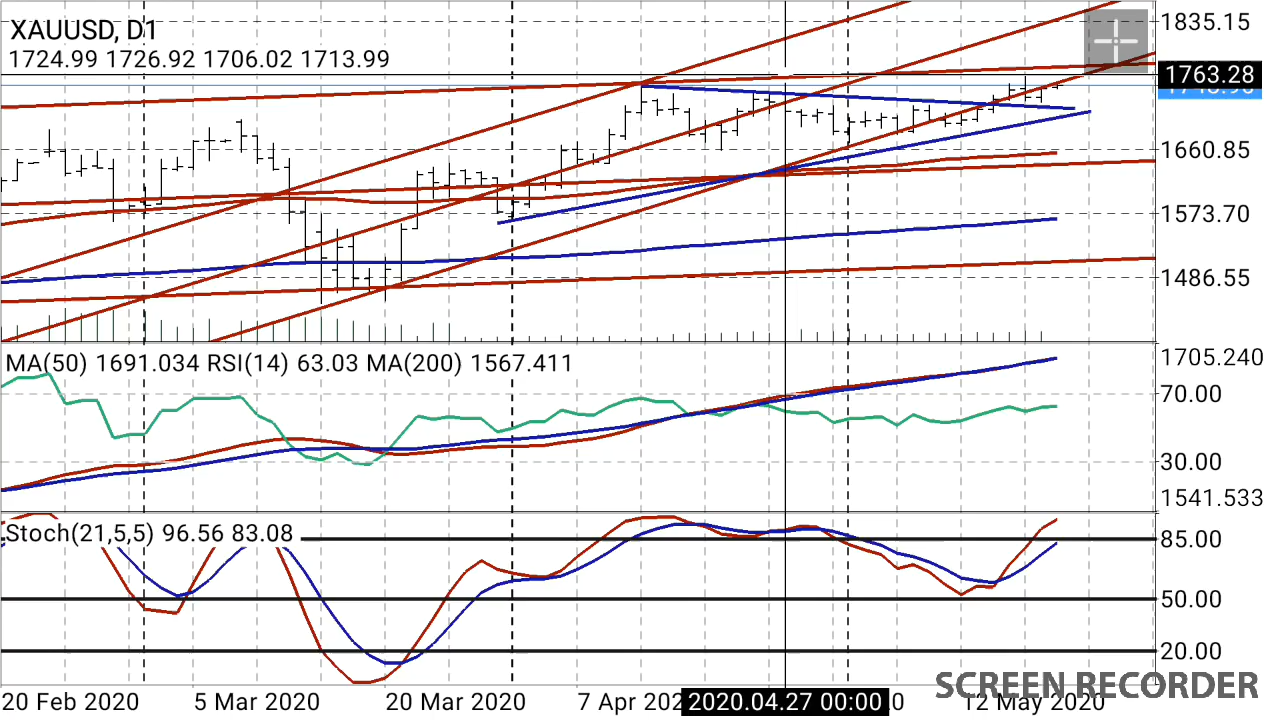 XAUUSD, D1
1724.99 1726.92 1706.02 1713.99
1835.15
1763.28
1660.85
1573.70
1486.55
MA(50) 1691.034 RSI(14) 63.03 MA(200) 1567.411
1705.240
70.00
30.00
1541.533
Stoch(21,5,5) 96.56 83.08
85.00
50.00
20.00
20 Feb 2020 5 Mar 2020 20 Mar 2020 7 Apr 2020.04.27 00:00 12 May 2020
SCREEN RECORDER